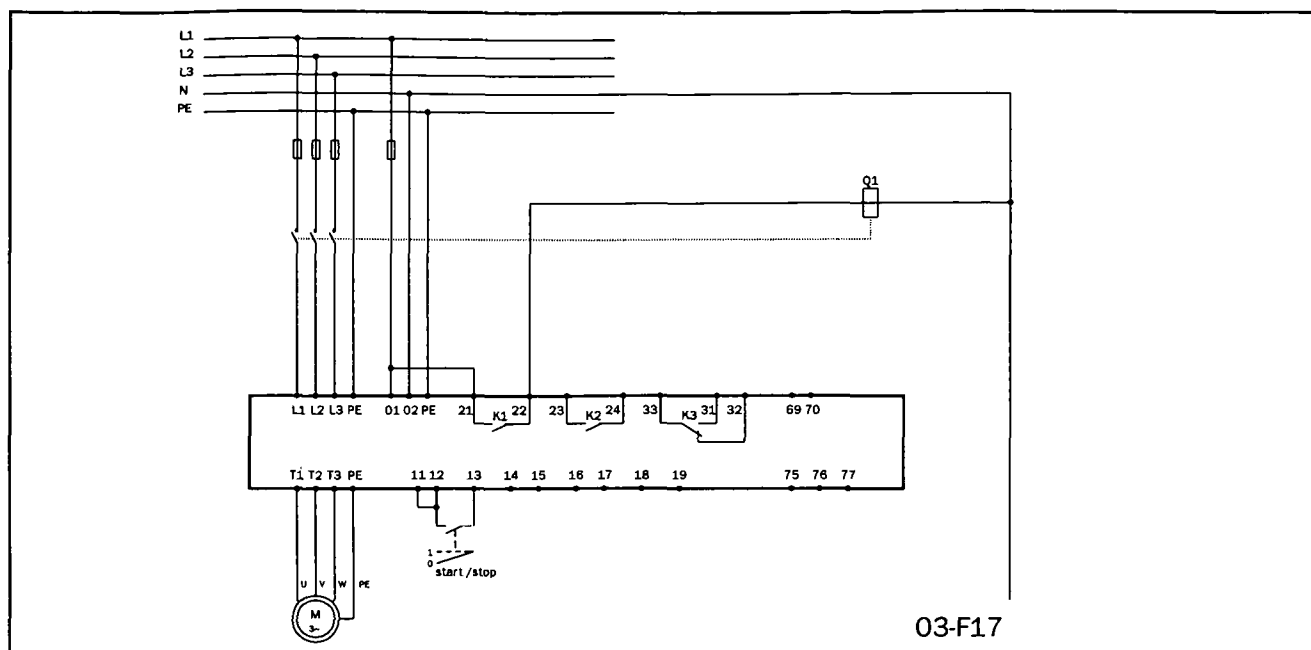 L1
L2
L3
N
PE
Q1
L1 L2 L3 PE 01 02 PE 21 K1 22 23 K2 24 33 K3 31 32 69 70
T1 T2 T3 PE 11 12 13 14 15 16 17 18 19 75 76 77
1
0
start/stop
U V W PE
M
3~
03-F17